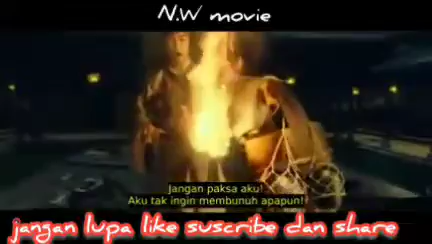 N.W movie
Jangan paksa aku!
Aku tak ingin membunuh apapun!
jangan lupa like suscribe dan share